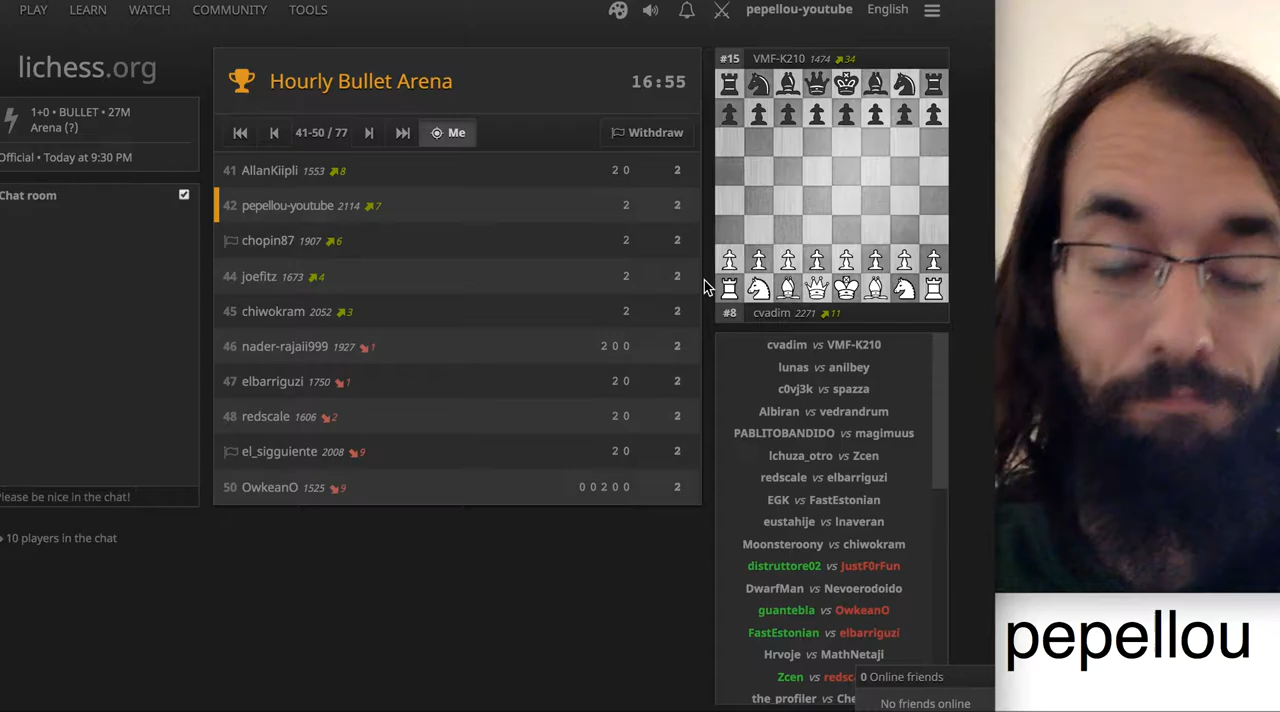 PLAY LEARN WATCH COMMUNITY TOOLS pepellou-youtube English
lichess.org
1+0 • BULLET • 27M
Arena (?)
Official • Today at 9:30 PM
Chat room
Please be nice in the chat!
10 players in the chat
Hourly Bullet Arena 16:55
41-50 / 77 Me Withdraw
41 AllanKiipli 1553 8 2 0 2
42 pepellou-youtube 2114 7 2 2
chopin87 1907 6 2 2
44 joefitz 1673 4 2 2
45 chiwokram 2052 3 2 2
46 nader-rajaii999 1927 1 2 0 0 2
47 elbarriguzi 1750 1 2 0 2
48 redscale 1606 2 2 0 2
el_sigguiente 2008 9 2 0 2
50 OwkeanO 1525 9 0 0 2 0 0 2
#15 VMF-K210 1474 34
#8 cvadim 2271 11
cvadim vs VMF-K210
lunas vs anilbey
c0vj3k vs spazza
Albiran vs vedrandrum
PABLITOBANDIDO vs magimuus
lchuza_otro vs Zcen
redscale vs elbarriguzi
EGK vs FastEstonian
eustahije vs lnaveran
Moonsteroony vs chiwokram
distruttore02 vs JustF0rFun
DwarfMan vs Nevoerodoido
guantebla vs OwkeanO
FastEstonian vs elbarriguzi
Hrvoje vs MathNetaji
Zcen vs redsc
the_profiler vs Che
0 Online friends
No friends online
pepellou